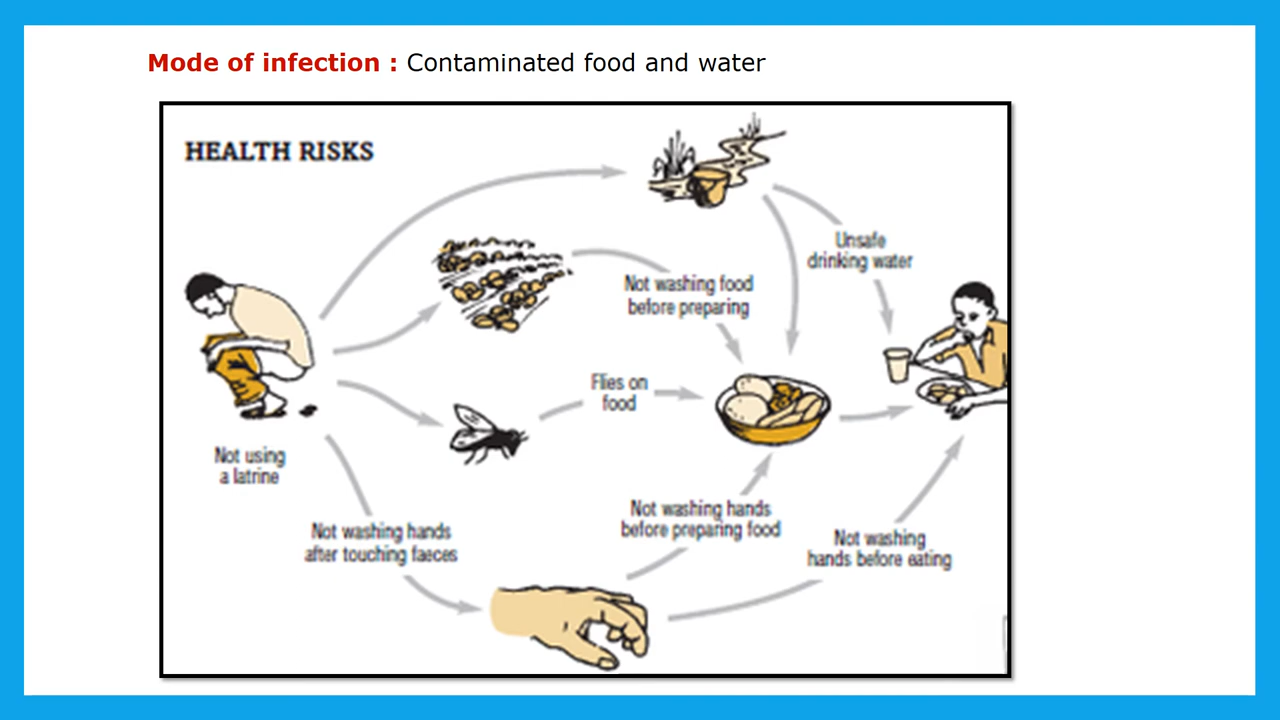 Mode of infection : Contaminated food and water
HEALTH RISKS
Unsafe
drinking water
Not washing food
before preparing
Flies on
food
Not using
a latrine
Not washing hands
after touching faeces
Not washing hands
before preparing food
Not washing
hands before eating